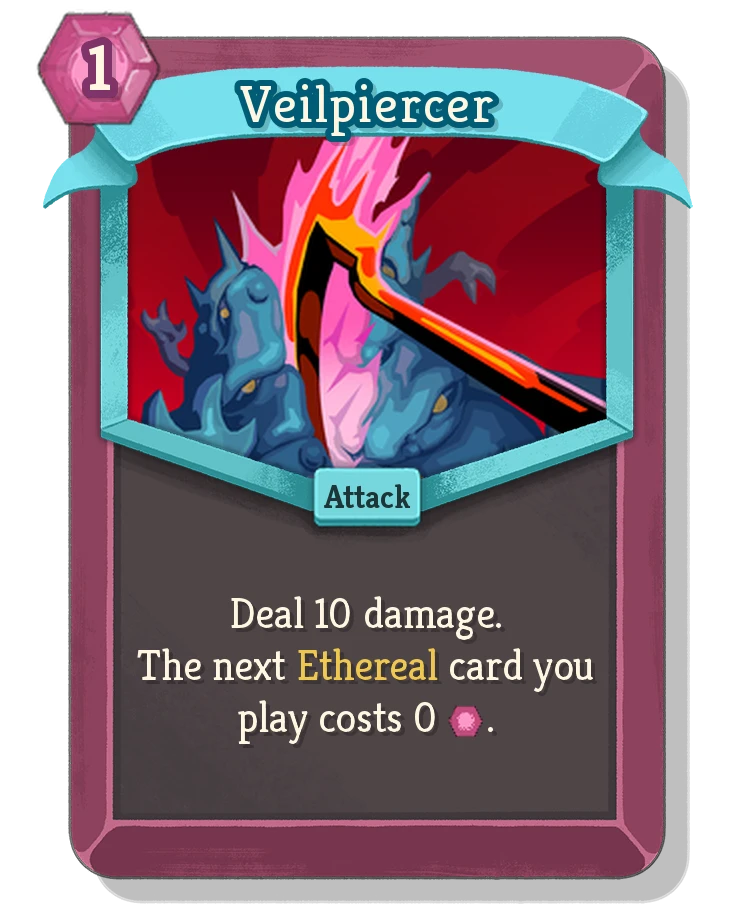 1
Veilpiercer
Attack
Deal 10 damage.
The next Ethereal card you
play costs 0 .